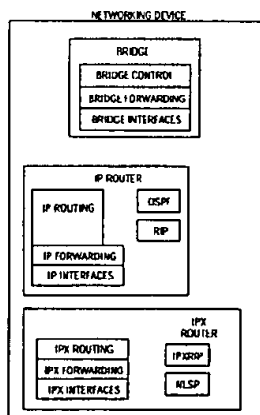 NETWORKING DEVICE
BRIDGE
BRIDGE CONTROL
BRIDGE FORWARDING
BRIDGE INTERFACES
IP ROUTER
IP ROUTING
OSPF
RIP
IP FORWARDING
IP INTERFACES
IPX
ROUTER
IPX ROUTING
IPXRIP
IPX FORWARDING
NLSP
IPX INTERFACES